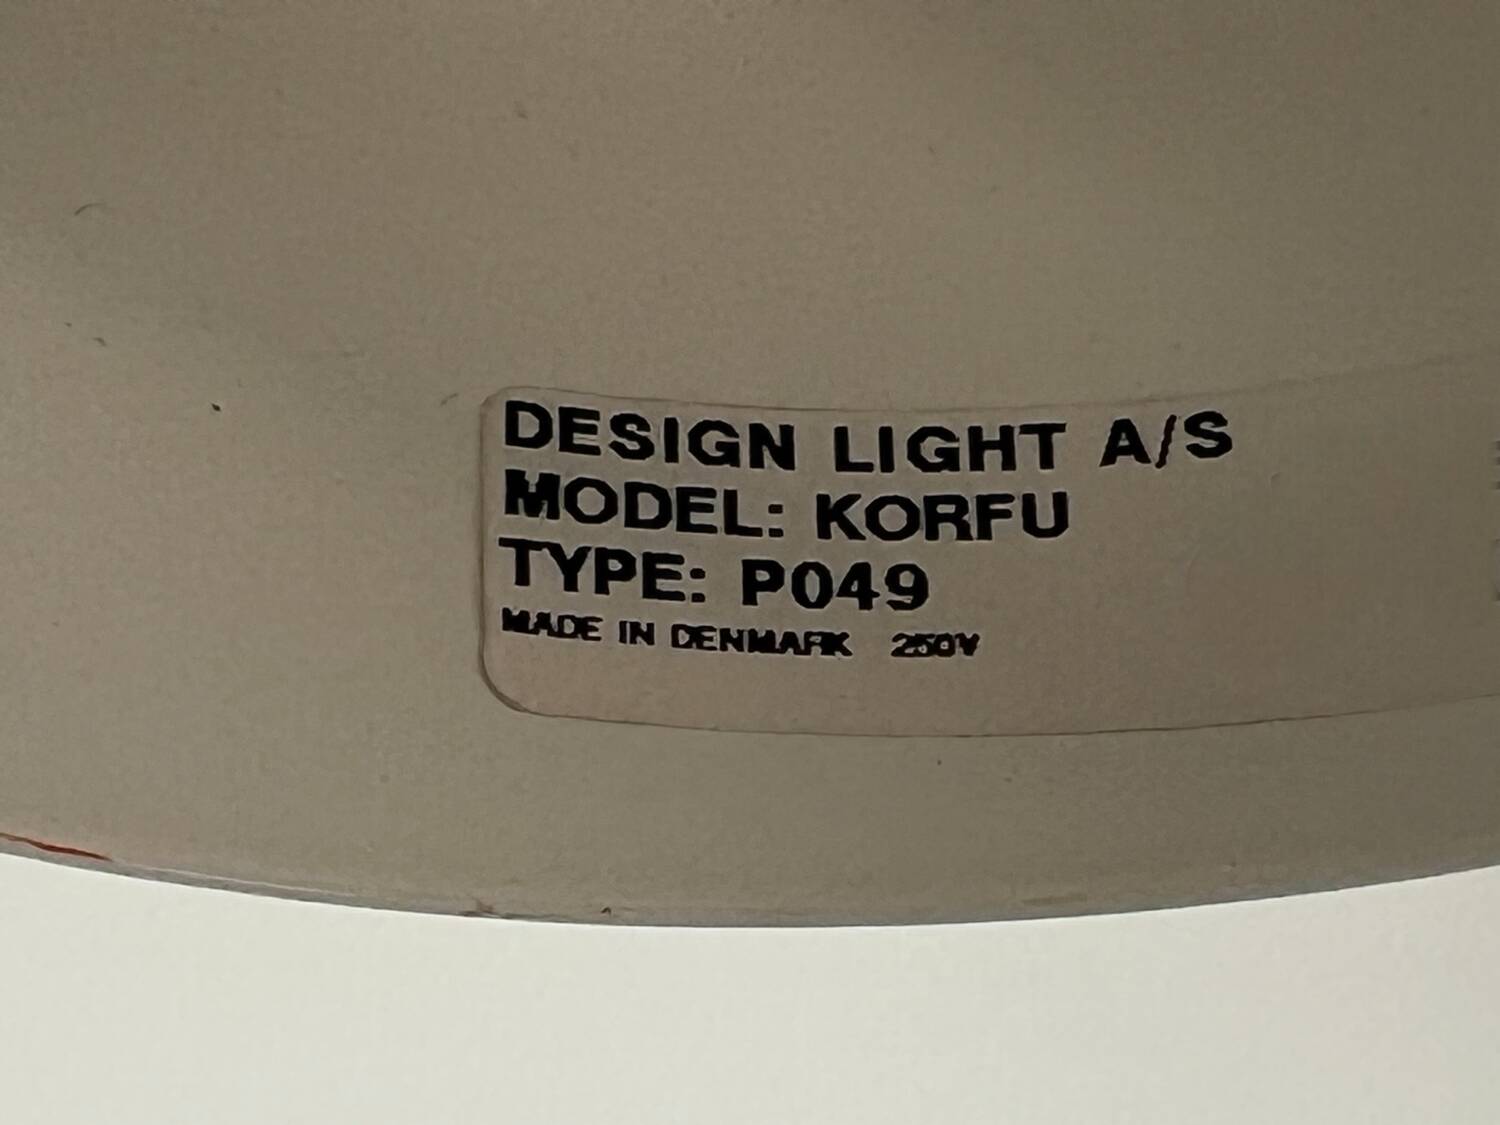 DESIGN LIGHT A/S
MODEL: KORFU
TYPE: P049
MADE IN DENMARK 250V